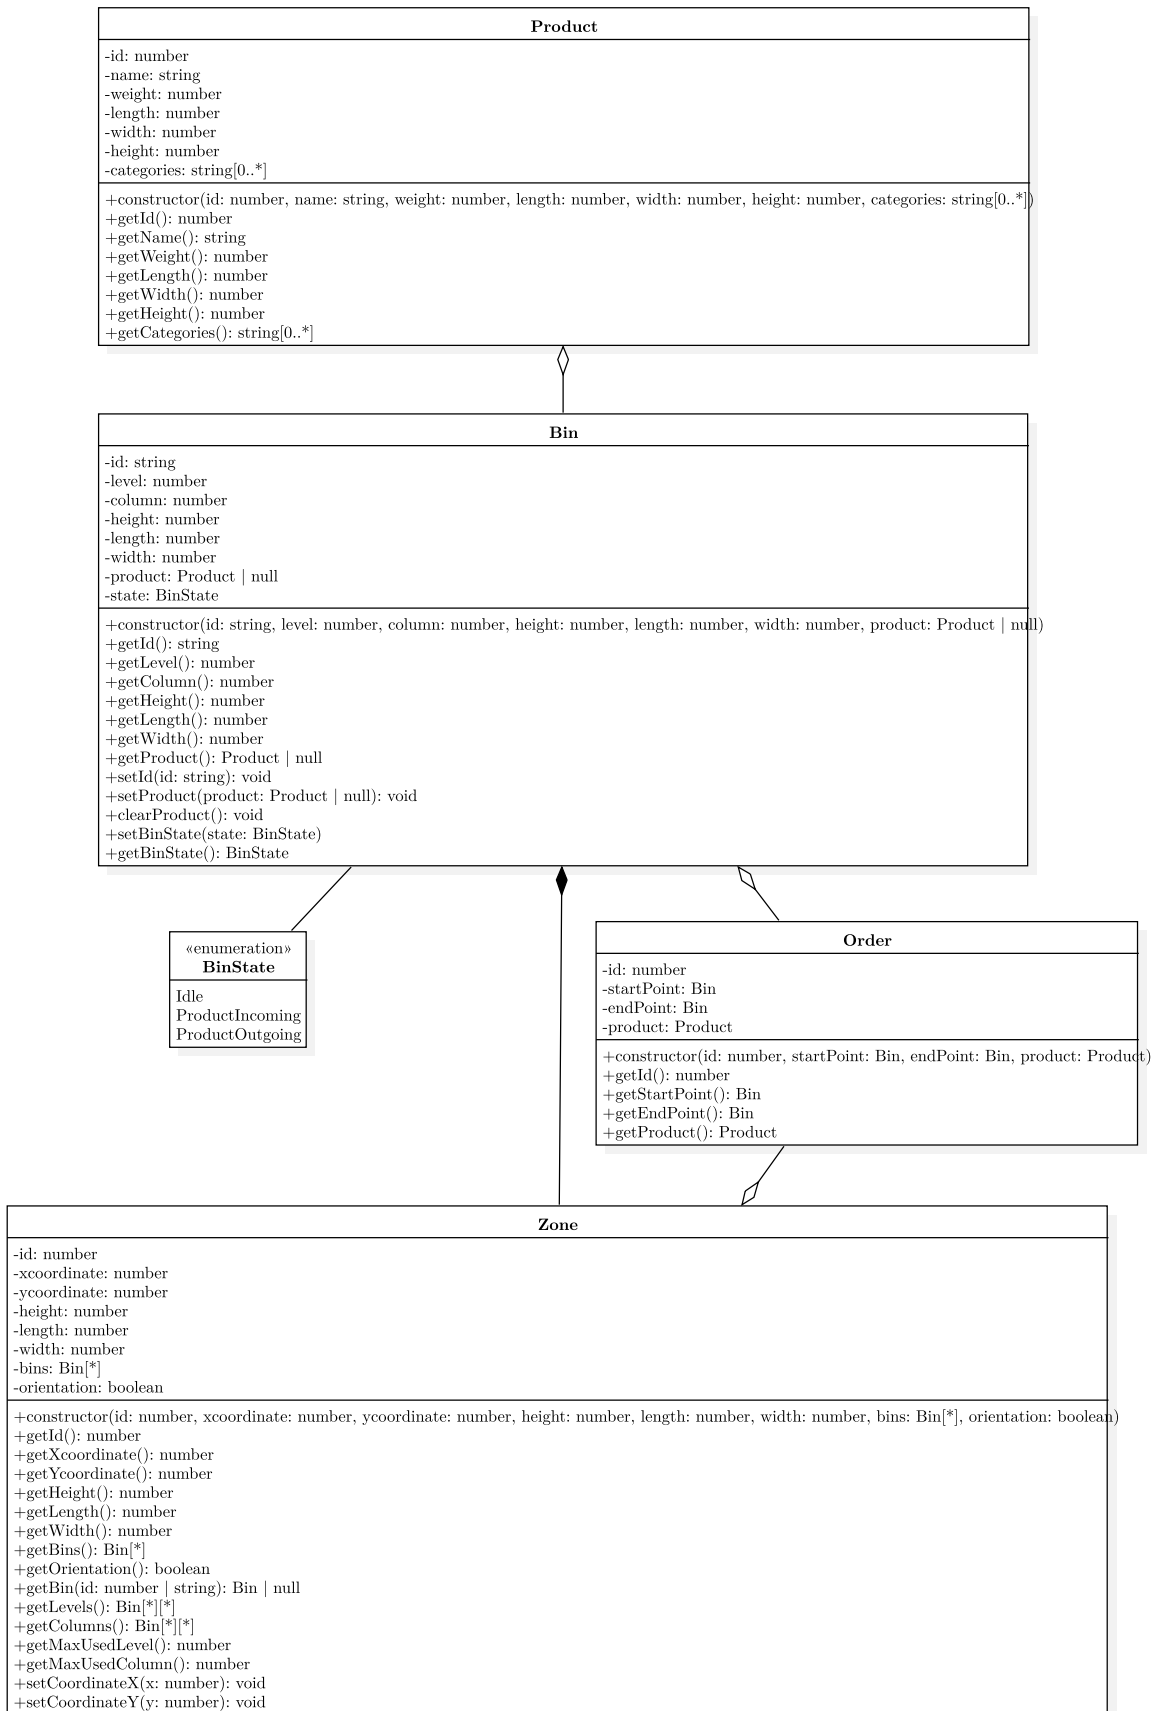 Product
-id: number
-name: string
-weight: number
-length: number
-width: number
-height: number
-categories: string[0..*]
+constructor(id: number, name: string, weight: number, length: number, width: number, height: number, categories: string[0..*])
+getId(): number
+getName(): string
+getWeight(): number
+getLength(): number
+getWidth(): number
+getHeight(): number
+getCategories(): string[0..*]
Bin
-id: string
-level: number
-column: number
-height: number
-length: number
-width: number
-product: Product | null
-state: BinState
+constructor(id: string, level: number, column: number, height: number, length: number, width: number, product: Product | null)
+getId(): string
+getLevel(): number
+getColumn(): number
+getHeight(): number
+getLength(): number
+getWidth(): number
+getProduct(): Product | null
+setId(id: string): void
+setProduct(product: Product | null): void
+clearProduct(): void
+setBinState(state: BinState)
+getBinState(): BinState
«enumeration»
BinState
Idle
ProductIncoming
ProductOutgoing
Order
-id: number
-startPoint: Bin
-endPoint: Bin
-product: Product
+constructor(id: number, startPoint: Bin, endPoint: Bin, product: Product)
+getId(): number
+getStartPoint(): Bin
+getEndPoint(): Bin
+getProduct(): Product
Zone
-id: number
-xcoordinate: number
-ycoordinate: number
-height: number
-length: number
-width: number
-bins: Bin[*]
-orientation: boolean
+constructor(id: number, xcoordinate: number, ycoordinate: number, height: number, length: number, width: number, bins: Bin[*], orientation: boolean)
+getId(): number
+getXcoordinate(): number
+getYcoordinate(): number
+getHeight(): number
+getLength(): number
+getWidth(): number
+getBins(): Bin[*]
+getOrientation(): boolean
+getBin(id: number | string): Bin | null
+getLevels(): Bin[*][*]
+getColumns(): Bin[*][*]
+getMaxUsedLevel(): number
+getMaxUsedColumn(): number
+setCoordinateX(x: number): void
+setCoordinateY(y: number): void